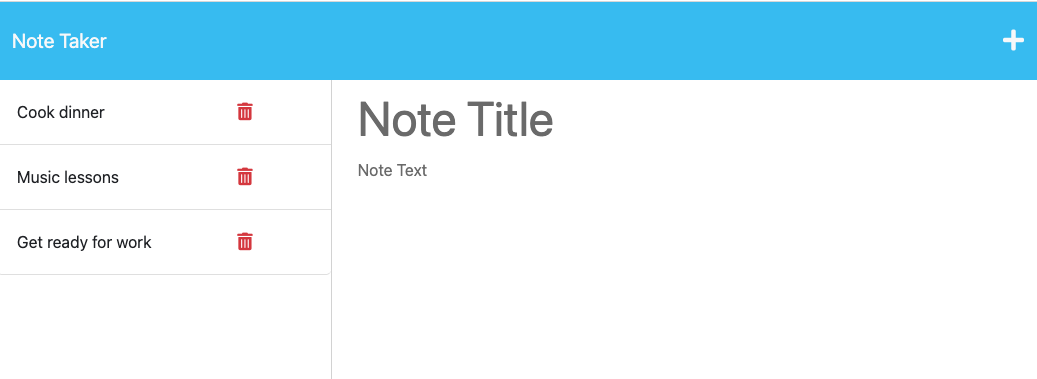 Note Taker
Cook dinner
Music lessons
Get ready for work
Note Title
Note Text